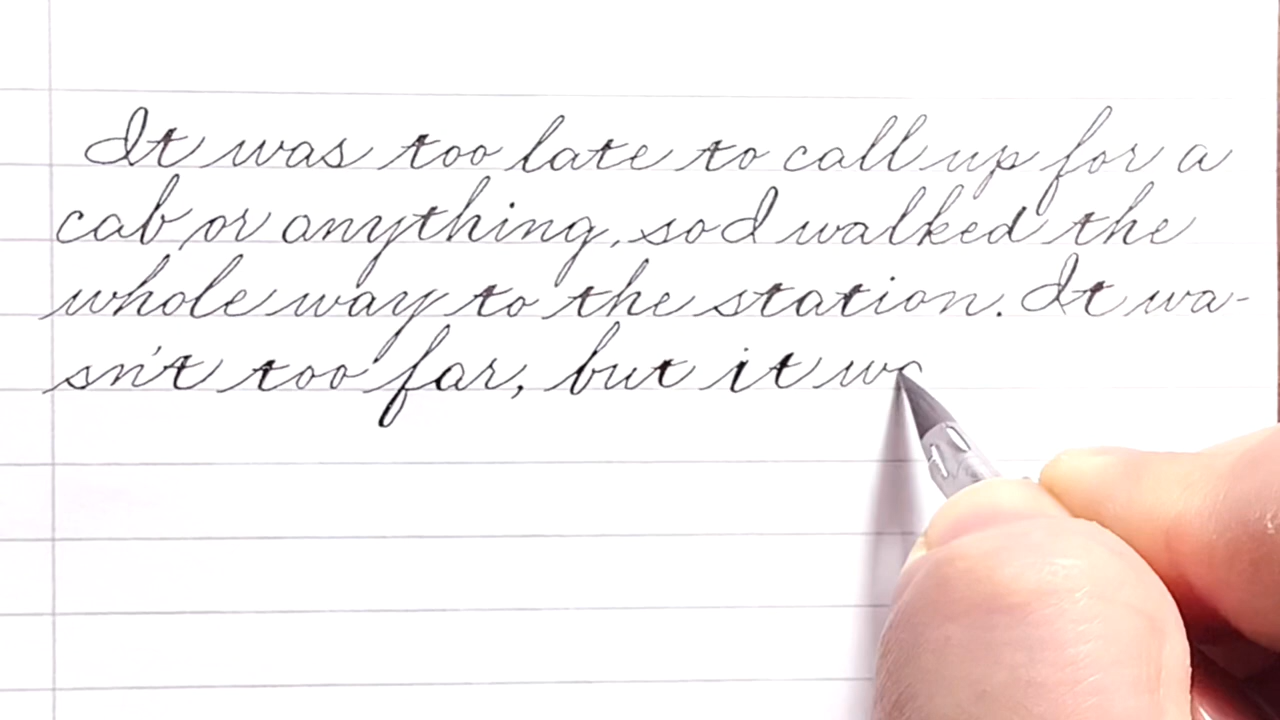 It was too late to call up for a
cab or anything, so I walked the
whole way to the station. It wa-
sn't too far, but it wa